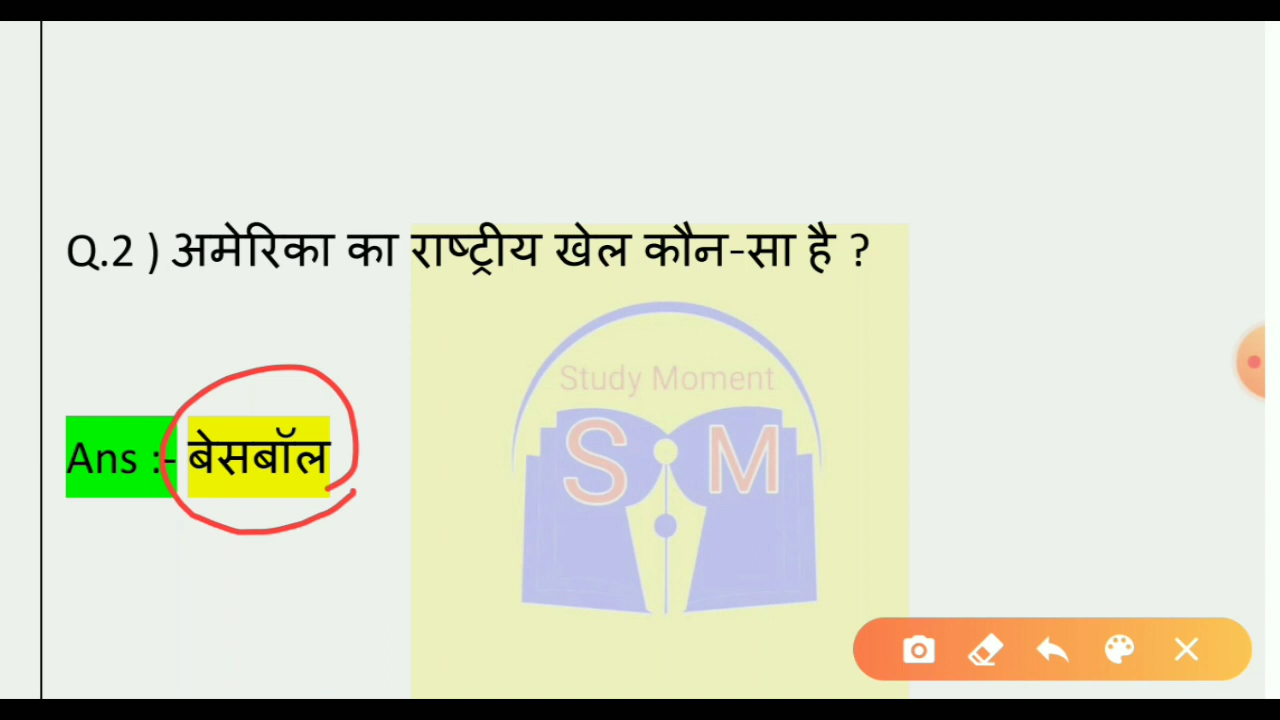 Q.2 ) अमेरिका का राष्ट्रीय खेल कौन-सा है ?
Study Moment
S M
Ans :- बेसबॉल